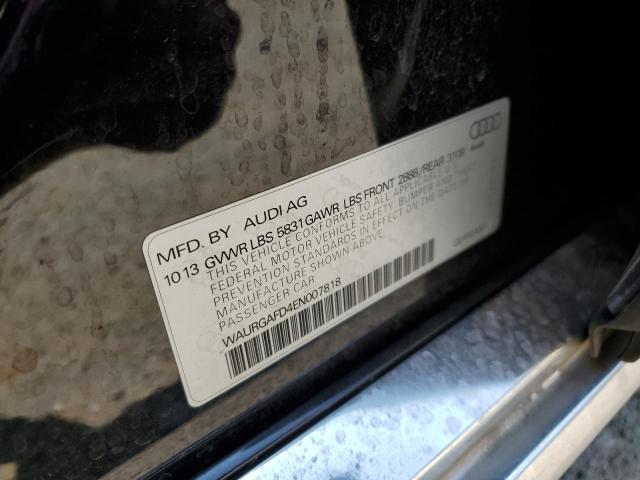 MFD. BY AUDI AG
Audi
10 13 GVWR LBS 5831 GAWR LBS FRONT 2888/REAR 3108
THIS VEHICLE CONFORMS TO ALL APPLICABLE U.S.
FEDERAL MOTOR VEHICLE SAFETY, BUMPER AND THEFT
PREVENTION STANDARDS IN EFFECT ON THE DATE OF
MANUFACTURE SHOWN ABOVE.
PASSENGER CAR
WAURGAFD4EN007818